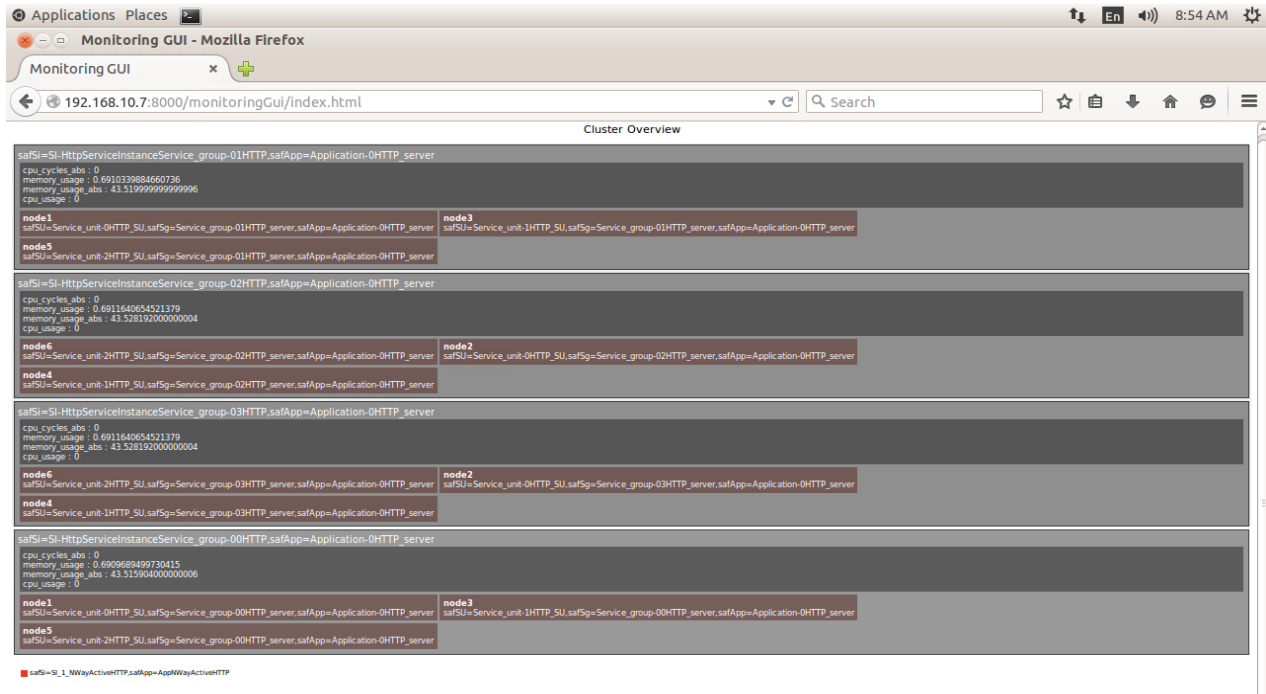 Applications Places
En
8:54 AM
Monitoring GUI - Mozilla Firefox
Monitoring GUI
192.168.10.7:8000/monitoringGui/index.html
Search
Cluster Overview
safSi=SI-HttpServiceInstanceService_group-01HTTP,safApp=Application-0HTTP_server
cpu_cycles_abs : 0
memory_usage : 0.6910339884660736
memory_usage_abs : 43.519999999999996
cpu_usage : 0
node1
safSU=Service_unit-0HTTP_SU,safSg=Service_group-01HTTP_server,safApp=Application-0HTTP_server
node3
safSU=Service_unit-1HTTP_SU,safSg=Service_group-01HTTP_server,safApp=Application-0HTTP_server
node5
safSU=Service_unit-2HTTP_SU,safSg=Service_group-01HTTP_server,safApp=Application-0HTTP_server
safSi=SI-HttpServiceInstanceService_group-02HTTP,safApp=Application-0HTTP_server
cpu_cycles_abs : 0
memory_usage : 0.6911640654521379
memory_usage_abs : 43.528192000000004
cpu_usage : 0
node6
safSU=Service_unit-2HTTP_SU,safSg=Service_group-02HTTP_server,safApp=Application-0HTTP_server
node2
safSU=Service_unit-0HTTP_SU,safSg=Service_group-02HTTP_server,safApp=Application-0HTTP_server
node4
safSU=Service_unit-1HTTP_SU,safSg=Service_group-02HTTP_server,safApp=Application-0HTTP_server
safSi=SI-HttpServiceInstanceService_group-03HTTP,safApp=Application-0HTTP_server
cpu_cycles_abs : 0
memory_usage : 0.6911640654521379
memory_usage_abs : 43.528192000000004
cpu_usage : 0
node6
safSU=Service_unit-2HTTP_SU,safSg=Service_group-03HTTP_server,safApp=Application-0HTTP_server
node2
safSU=Service_unit-0HTTP_SU,safSg=Service_group-03HTTP_server,safApp=Application-0HTTP_server
node4
safSU=Service_unit-1HTTP_SU,safSg=Service_group-03HTTP_server,safApp=Application-0HTTP_server
safSi=SI-HttpServiceInstanceService_group-00HTTP,safApp=Application-0HTTP_server
cpu_cycles_abs : 0
memory_usage : 0.6909689499730415
memory_usage_abs : 43.515904000000006
cpu_usage : 0
node1
safSU=Service_unit-0HTTP_SU,safSg=Service_group-00HTTP_server,safApp=Application-0HTTP_server
node3
safSU=Service_unit-1HTTP_SU,safSg=Service_group-00HTTP_server,safApp=Application-0HTTP_server
node5
safSU=Service_unit-2HTTP_SU,safSg=Service_group-00HTTP_server,safApp=Application-0HTTP_server
safSi=SI_1_NWayActiveHTTP,safApp=AppNWayActiveHTTP